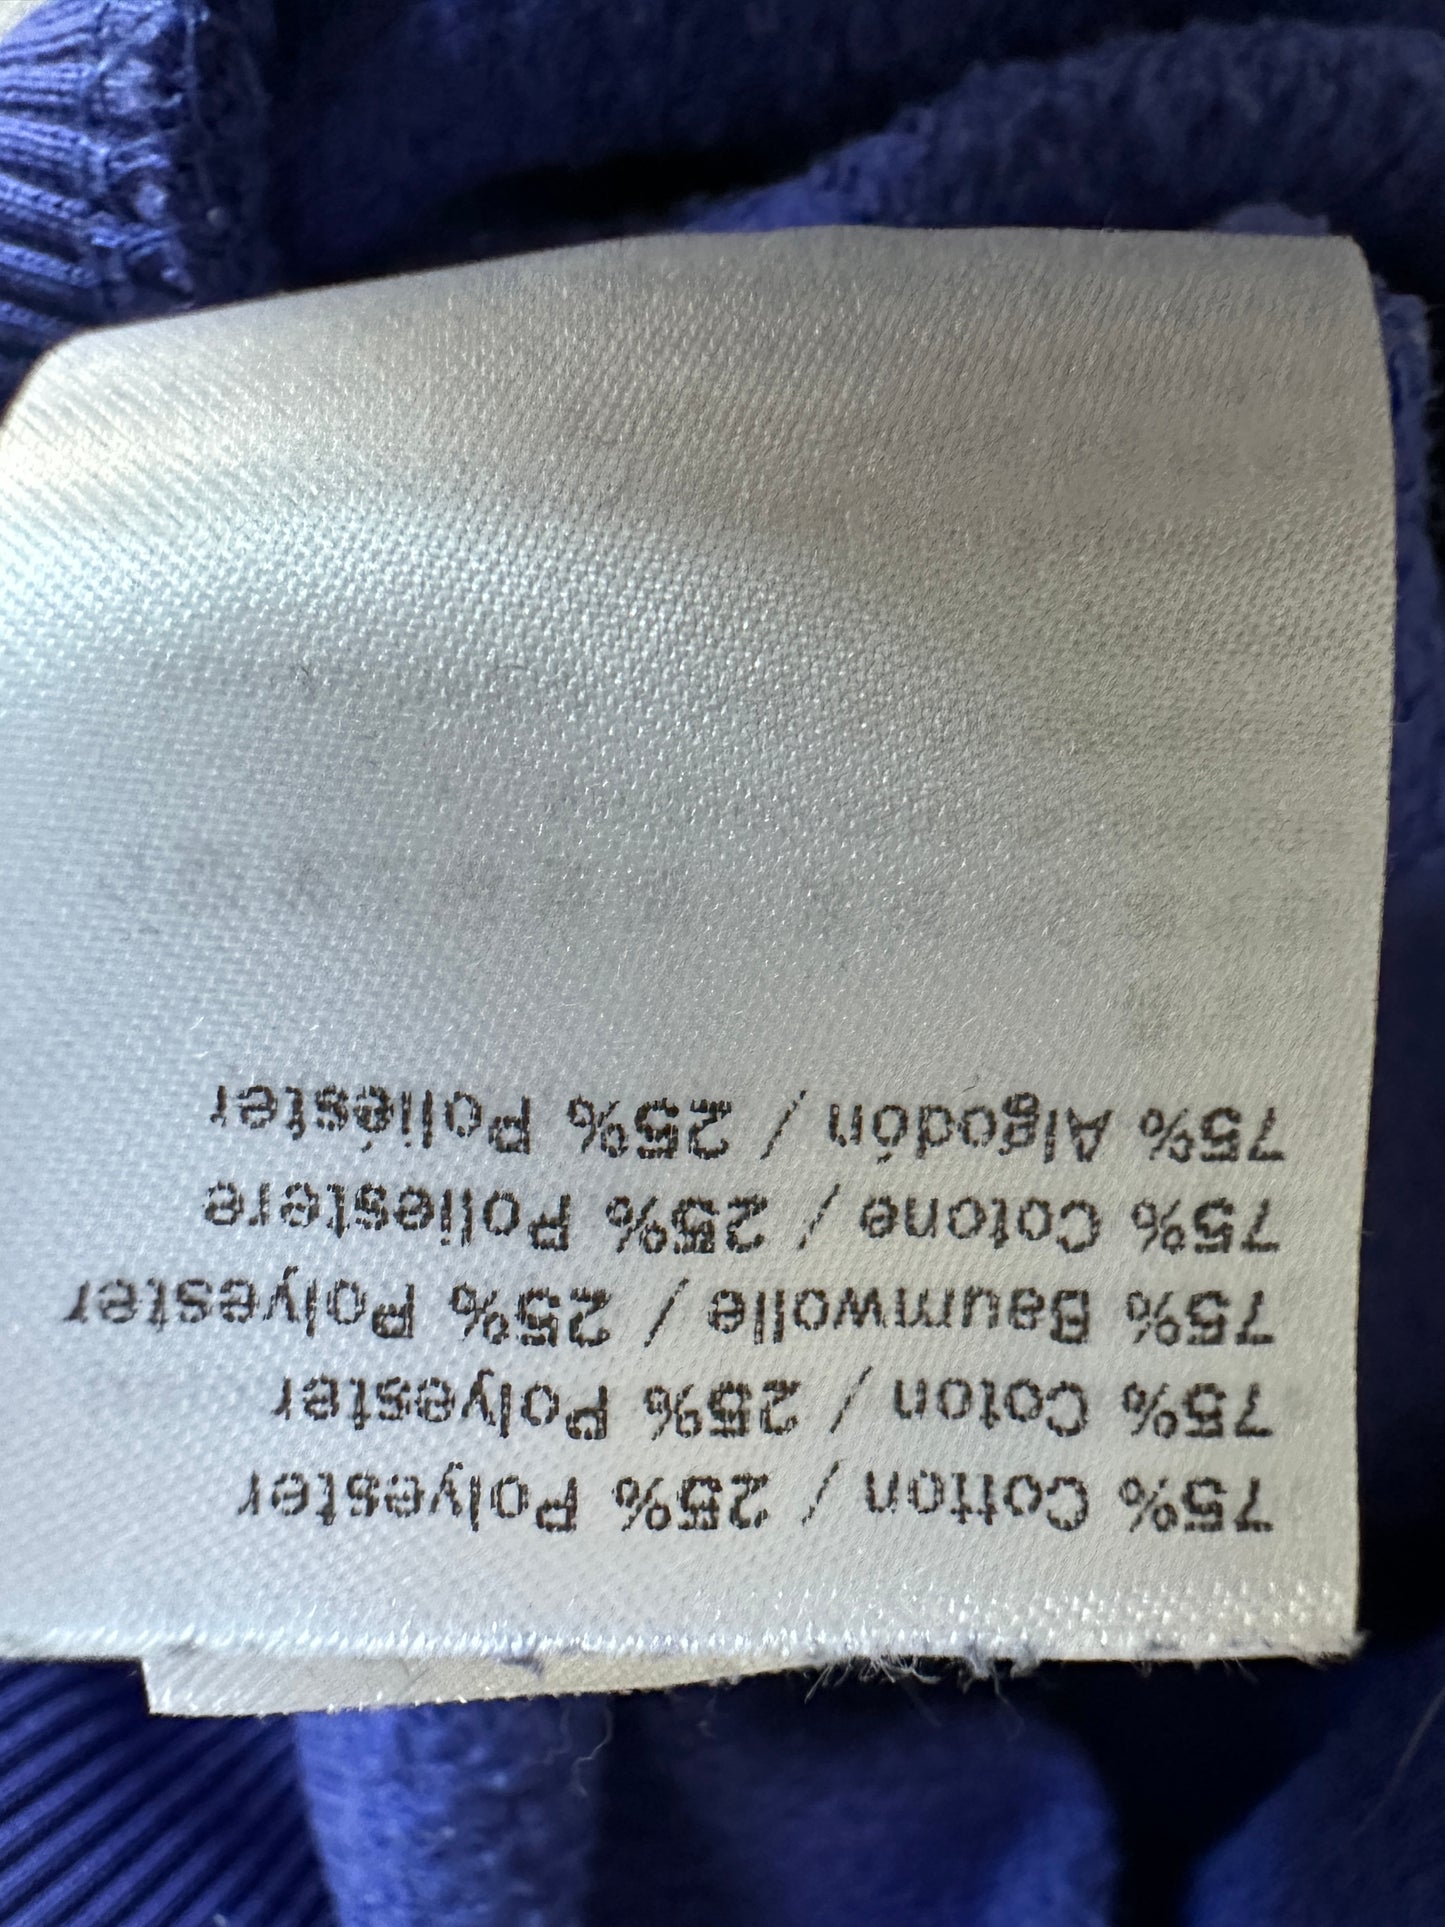 75% Cotton / 25% Polyester
75% Coton / 25% Polyester
75% Baumwolle / 25% Polyester
75% Cotone / 25% Poliestere
75% Algodón / 25% Poliéster